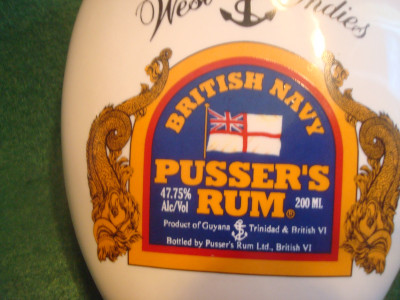 West Indies
BRITISH NAVY
PUSSER'S
47.75% RUM® 200 ML
Alc/Vol
Product of Guyana Trinidad & British VI
Bottled by Pusser's Rum Ltd., British VI